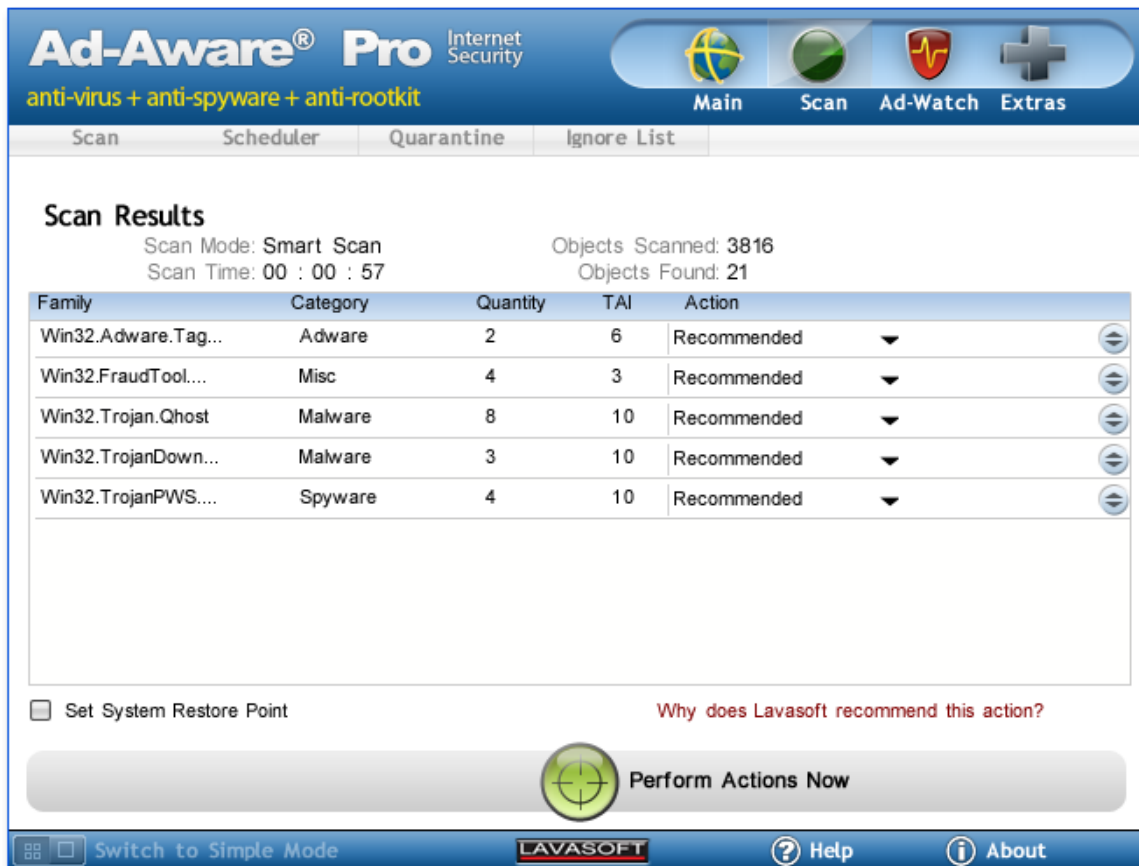 Ad-Aware® Pro Internet Security
anti-virus + anti-spyware + anti-rootkit
Main Scan Ad-Watch Extras
Scan Scheduler Quarantine Ignore List
Scan Results
Scan Mode: Smart Scan Objects Scanned: 3816
Scan Time: 00 : 00 : 57 Objects Found: 21
Family Category Quantity TAI Action
Win32.Adware.Tag... Adware 2 6 Recommended
Win32.FraudTool.... Misc 4 3 Recommended
Win32.Trojan.Qhost Malware 8 10 Recommended
Win32.TrojanDown... Malware 3 10 Recommended
Win32.TrojanPWS.... Spyware 4 10 Recommended
Set System Restore Point Why does Lavasoft recommend this action?
Perform Actions Now
Switch to Simple Mode LAVASOFT ? Help i About